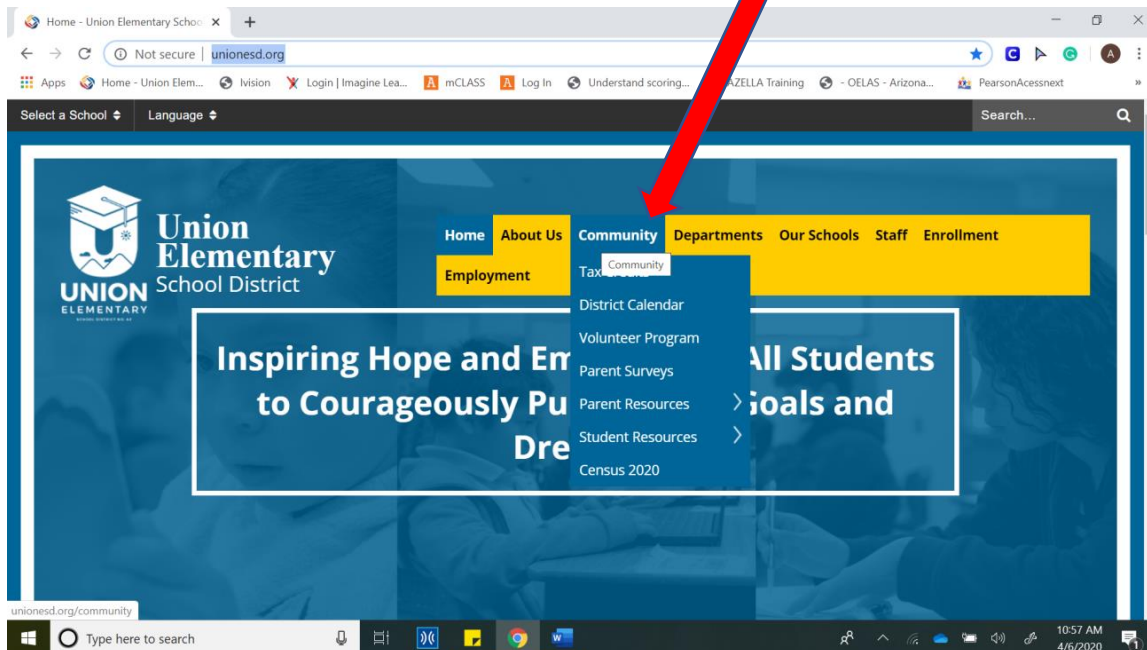 Home - Union Elementary Schoo
Not secure | unionesd.org
Apps Home - Union Elem... Ivision Login | Imagine Lea... mCLASS Log In Understand scoring... AZELLA Training - OELAS - Arizona... PearsonAcessnext »
Select a School Language Search...
Union
Elementary
School District
UNION
ELEMENTARY
Home About Us Community Departments Our Schools Staff Enrollment
Employment
Community
Tax
District Calendar
Volunteer Program
Parent Surveys
Parent Resources
Student Resources
Census 2020
Inspiring Hope and Em All Students
to Courageously Pu Goals and
Dre
unionesd.org/community
Type here to search
10:57 AM
4/6/2020